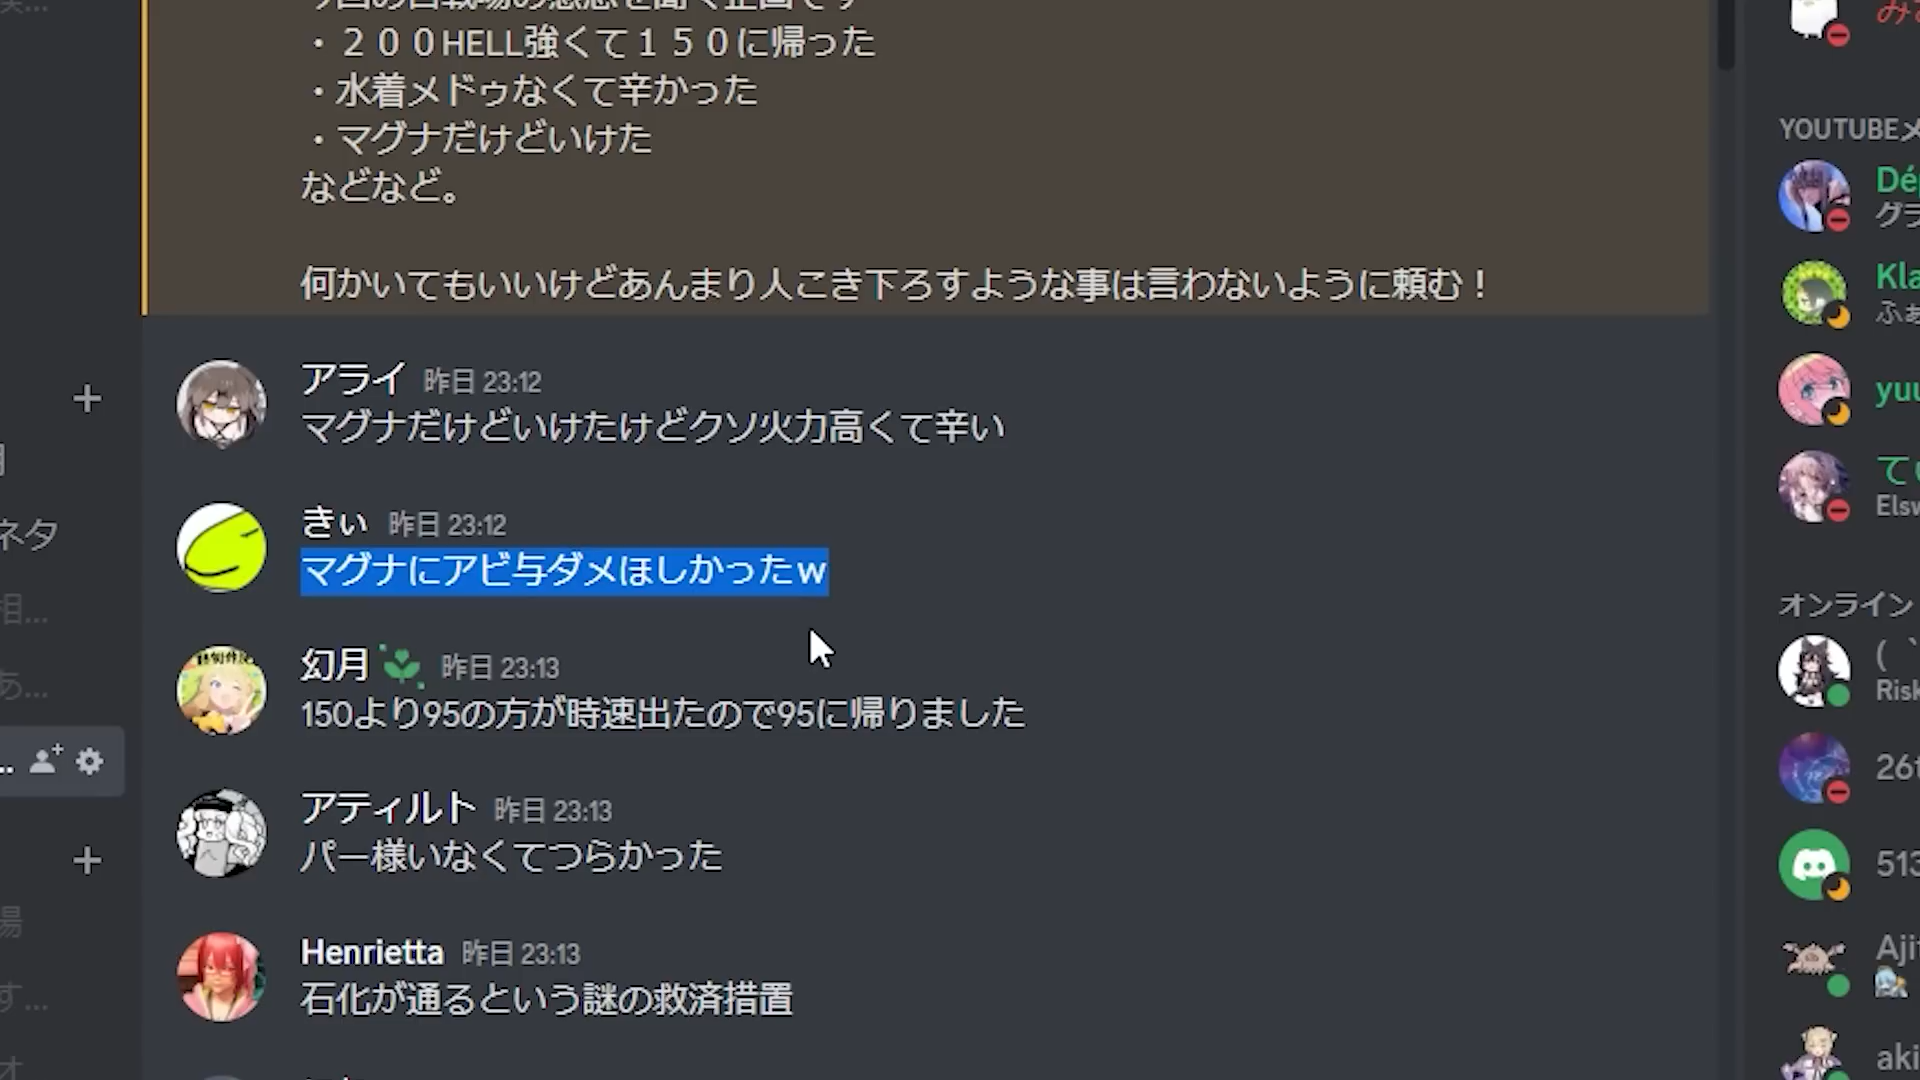 ・２００HELL強くて１５０に帰った
・水着メドゥなくて辛かった
・マグナだけどいけた
などなど。
何かいてもいいけどあんまり人こき下ろすような事は言わないように頼む！
アライ 昨日 23:12
マグナだけどいけたけどクソ火力高くて辛い
きぃ 昨日 23:12
マグナにアビ与ダメほしかったw
幻月 昨日 23:13
150より95の方が時速出たので95に帰りました
アティルト 昨日 23:13
パー様いなくてつらかった
Henrietta 昨日 23:13
石化が通るという謎の救済措置
ネタ
相...
あ...
場
す...
YOUTUBEメ
Dé
グラ
Kla
ふぁ
yuu
Elsw
オンライン
Risk
26t
513
Aji
aki